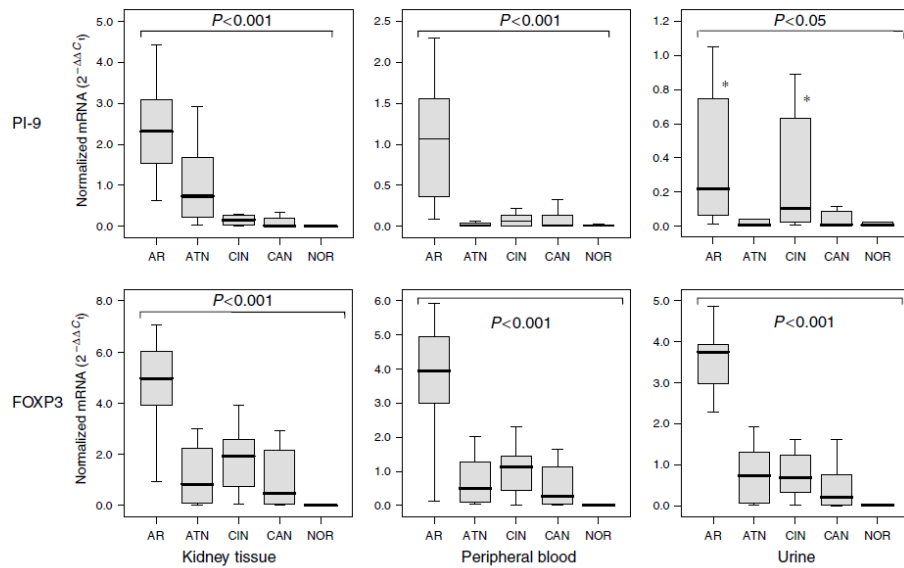 P<0.001
P<0.001
P<0.05
PI-9
Normalized mRNA (2^−ΔΔCt)
5.0
4.0
3.0
2.0
1.0
0.0
AR ATN CIN CAN NOR
2.5
2.0
1.5
1.0
0.5
0.0
AR ATN CIN CAN NOR
1.2
1.0
0.8
0.6
0.4
0.2
0.0
*
*
AR ATN CIN CAN NOR
P<0.001
P<0.001
P<0.001
FOXP3
Normalized mRNA (2^−ΔΔCt)
8.0
6.0
4.0
2.0
0.0
AR ATN CIN CAN NOR
Kidney tissue
6.0
5.0
4.0
3.0
2.0
1.0
0.0
AR ATN CIN CAN NOR
Peripheral blood
5.0
4.0
3.0
1.0
0.0
AR ATN CIN CAN NOR
Urine